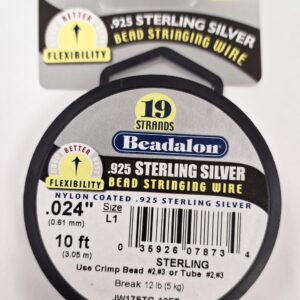 BETTER
FLEXIBILITY
.925 STERLING SILVER
BEAD STRINGING WIRE
19
STRANDS
Beadalon
BETTER
FLEXIBILITY
.925 STERLING SILVER
BEAD STRINGING WIRE
NYLON COATED .925 STERLING SILVER
.024"
(0.61 mm)
Size
L1
10 ft
(3.05 m)
0 35926 07873 4
STERLING
Use Crimp Bead #2,#3 or Tube #2,#3
Break 12 lb (5 kg)